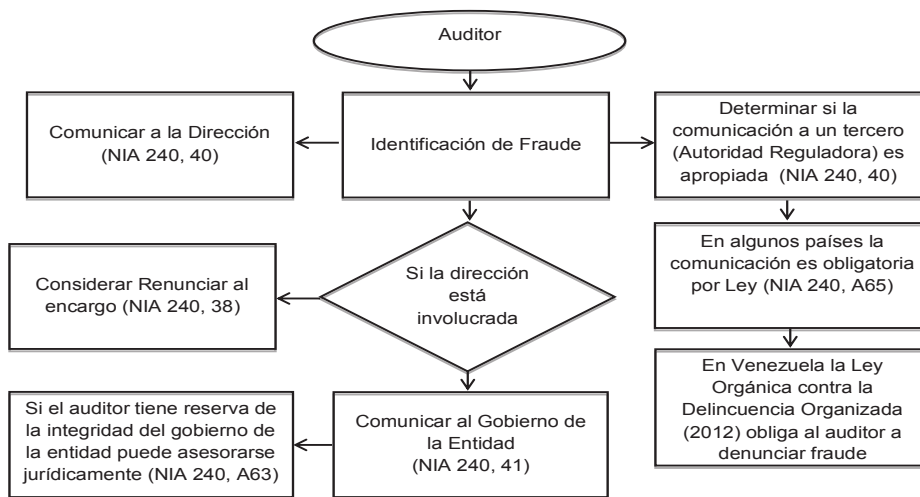 Auditor
Comunicar a la Dirección
(NIA 240, 40)
Identificación de Fraude
Determinar si la
comunicación a un tercero
(Autoridad Reguladora) es
apropiada (NIA 240, 40)
Considerar Renunciar al
encargo (NIA 240, 38)
Si la dirección
está
involucrada
En algunos países la
comunicación es obligatoria
por Ley (NIA 240, A65)
Si el auditor tiene reserva de
la integridad del gobierno de
la entidad puede asesorarse
jurídicamente (NIA 240, A63)
Comunicar al Gobierno de
la Entidad
(NIA 240, 41)
En Venezuela la Ley
Orgánica contra la
Delincuencia Organizada
(2012) obliga al auditor a
denunciar fraude